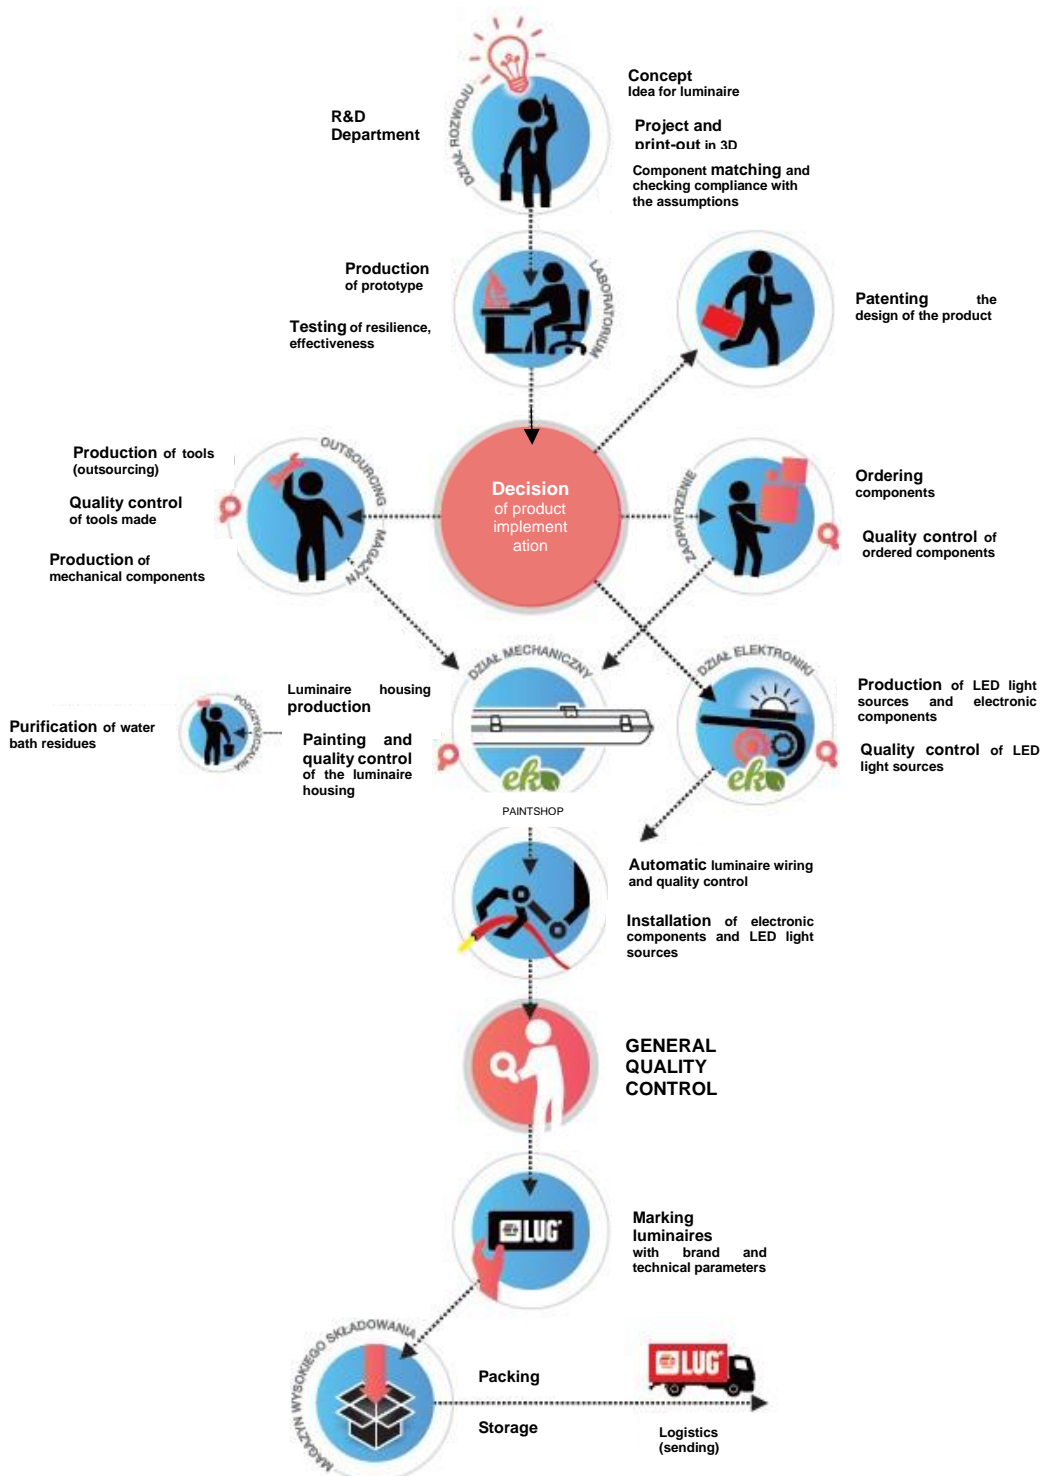 R&D
Department
DZIAŁ ROZWOJU
Concept
Idea for luminaire
Project and
print-out in 3D
Component matching and
checking compliance with
the assumptions
Production
of prototype
Testing of resilience,
effectiveness
LABORATORIUM
Patenting the
design of the product
Production of tools
(outsourcing)
Quality control
of tools made
Production of
mechanical components
OUTSOURCING
MAGAZYN
Decision
of product
implement
ation
ZAOPATRZENIE
Ordering
components
Quality control of
ordered components
Purification of water
bath residues
PODCZYSZCZALNIA
Luminaire housing
production
Painting and
quality control
of the luminaire
housing
DZIAŁ MECHANICZNY
eko
PAINTSHOP
DZIAŁ ELEKTRONIKI
eko
Production of LED light
sources and electronic
components
Quality control of LED
light sources
Automatic luminaire wiring
and quality control
Installation of electronic
components and LED light
sources
GENERAL
QUALITY
CONTROL
LUG
Marking
luminaires
with brand and
technical parameters
MAGAZYN WYSOKIEGO SKŁADOWANIA
Packing
Storage
LUG
Logistics
(sending)